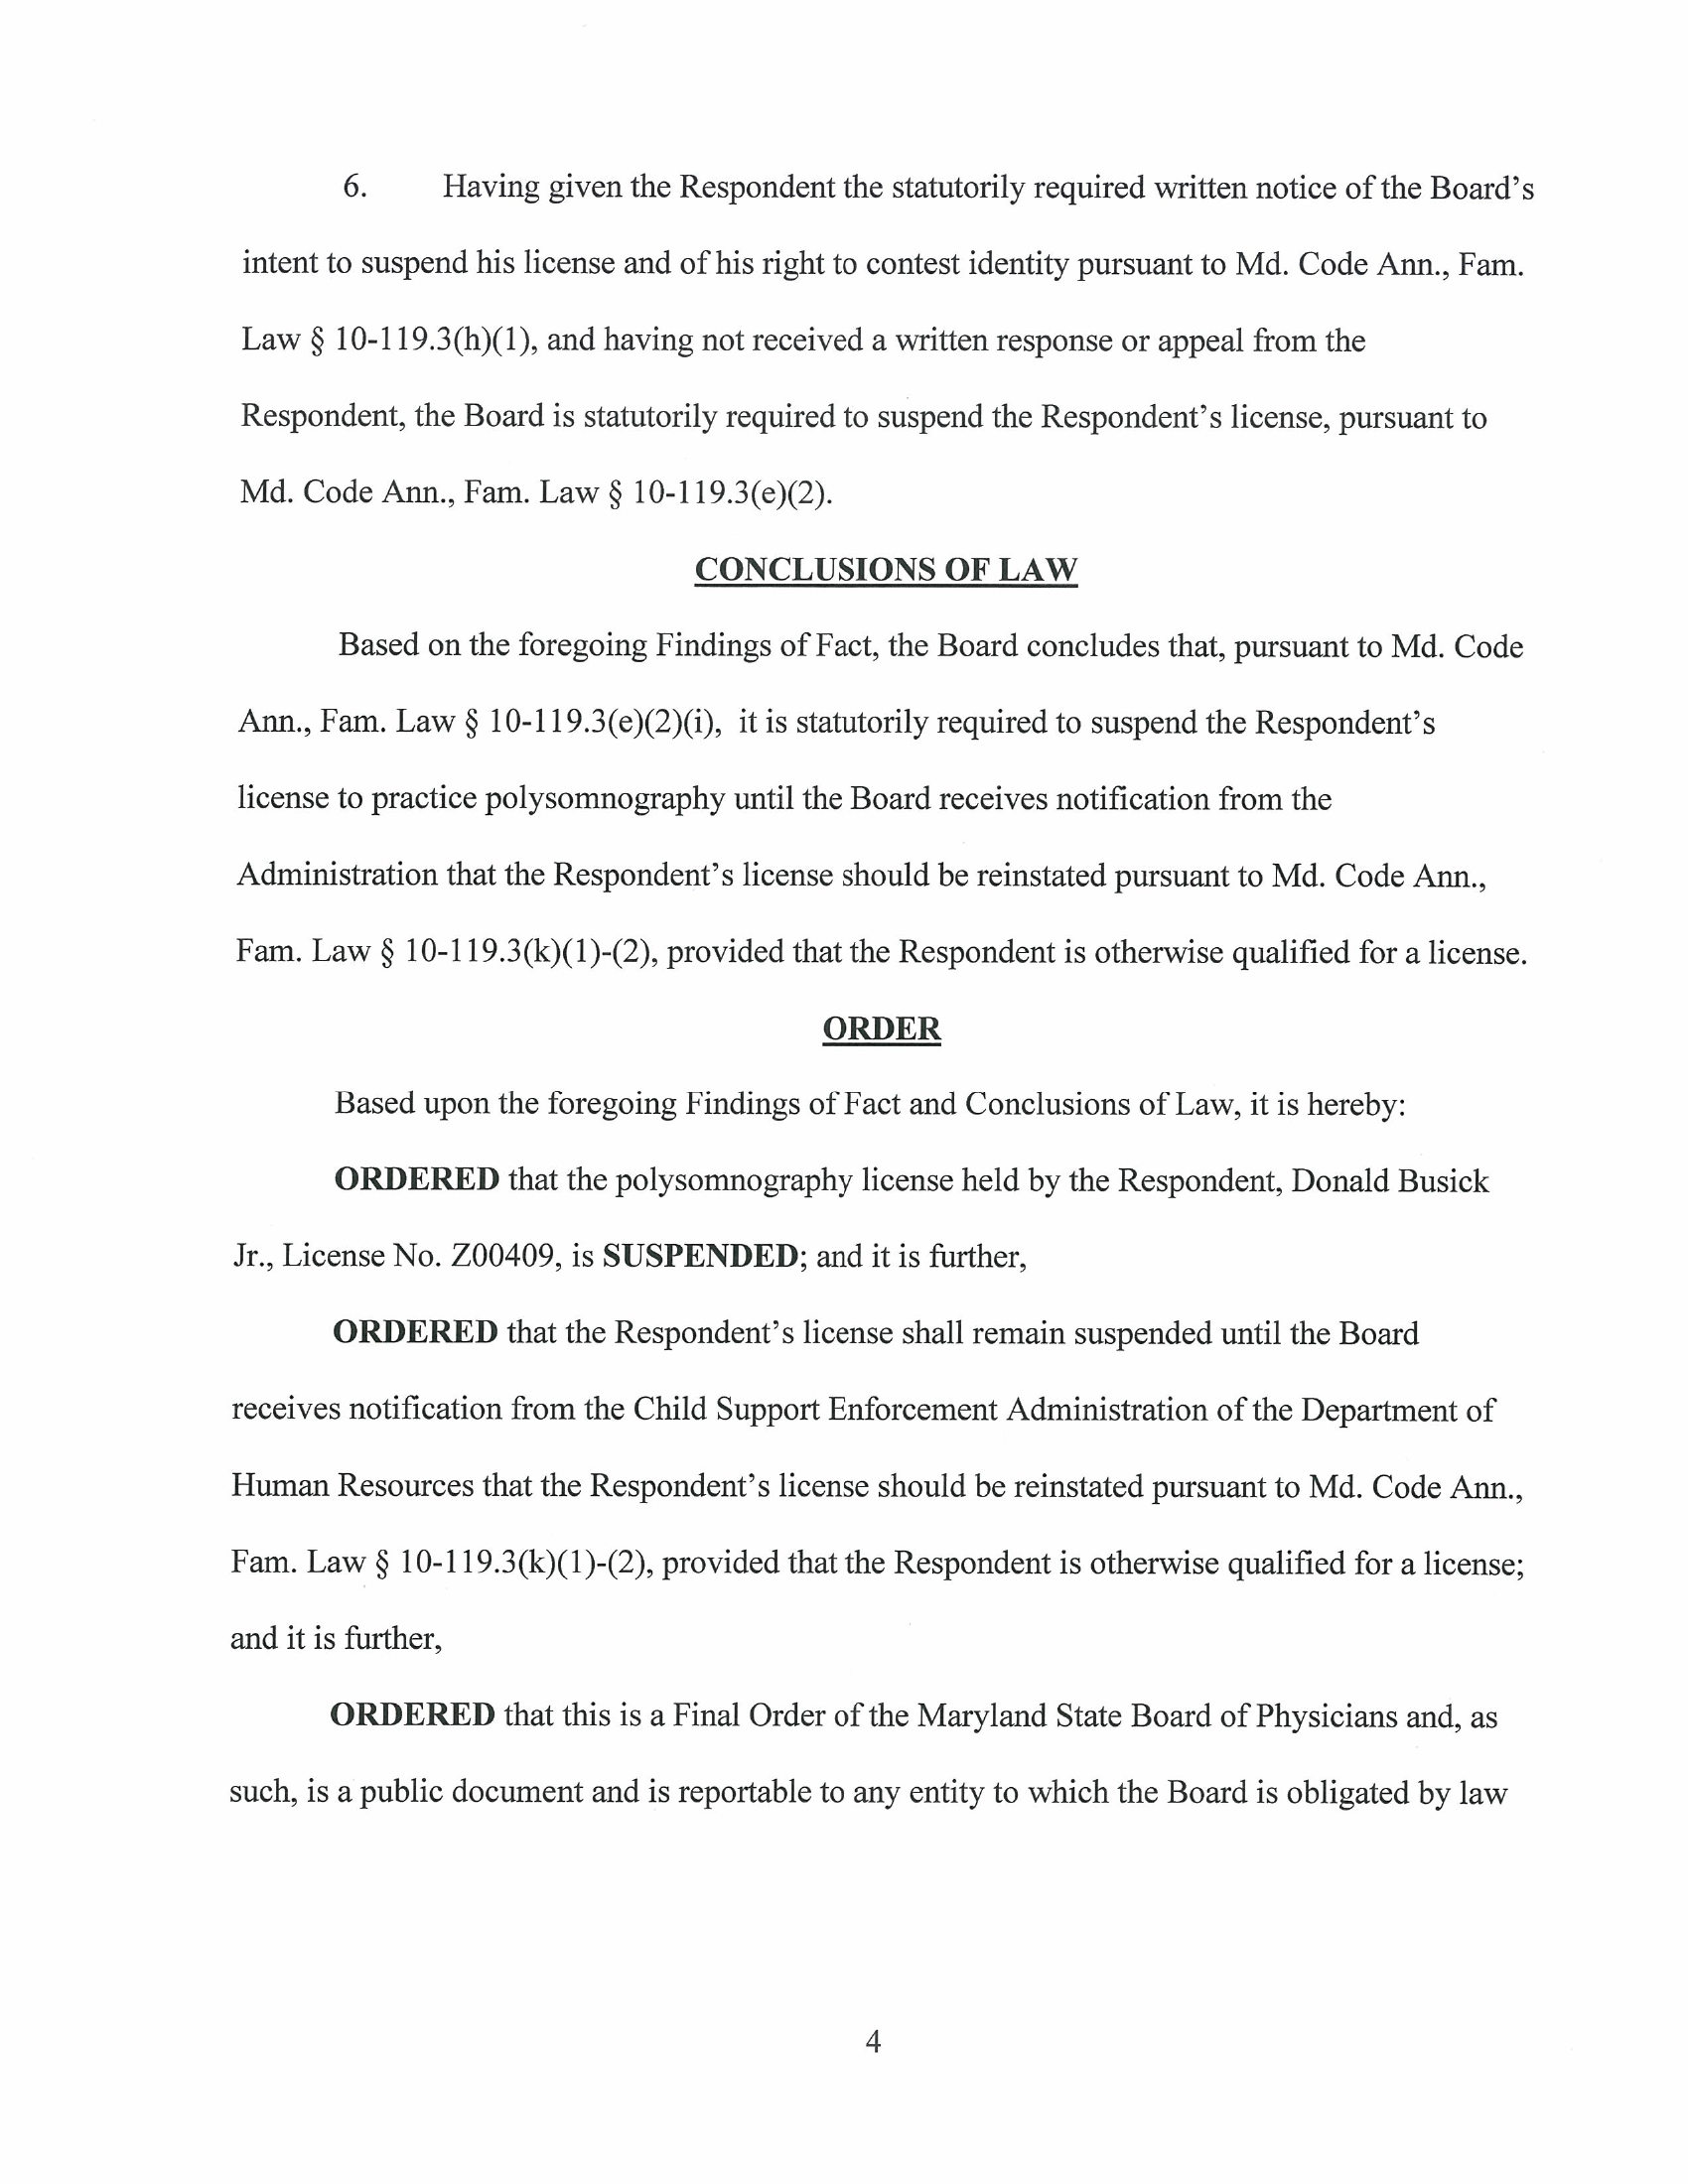 6. Having given the Respondent the statutorily required written notice of the Board's
intent to suspend his license and of his right to contest identity pursuant to Md. Code Ann., Fam.
Law § 10-119.3(h)(1), and having not received a written response or appeal from the
Respondent, the Board is statutorily required to suspend the Respondent's license, pursuant to
Md. Code Ann., Fam. Law § 10-119.3(e)(2).
CONCLUSIONS OF LAW
Based on the foregoing Findings of Fact, the Board concludes that, pursuant to Md. Code
Ann., Fam. Law § 10-119.3(e)(2)(i), it is statutorily required to suspend the Respondent's
license to practice polysomnography until the Board receives notification from the
Administration that the Respondent's license should be reinstated pursuant to Md. Code Ann.,
Fam. Law § 10-119.3(k)(1)-(2), provided that the Respondent is otherwise qualified for a license.
ORDER
Based upon the foregoing Findings of Fact and Conclusions of Law, it is hereby:
ORDERED that the polysomnography license held by the Respondent, Donald Busick
Jr., License No. Z00409, is SUSPENDED; and it is further,
ORDERED that the Respondent's license shall remain suspended until the Board
receives notification from the Child Support Enforcement Administration of the Department of
Human Resources that the Respondent's license should be reinstated pursuant to Md. Code Ann.,
Fam. Law § 10-119.3(k)(1)-(2), provided that the Respondent is otherwise qualified for a license;
and it is further,
ORDERED that this is a Final Order of the Maryland State Board of Physicians and, as
such, is a public document and is reportable to any entity to which the Board is obligated by law
4